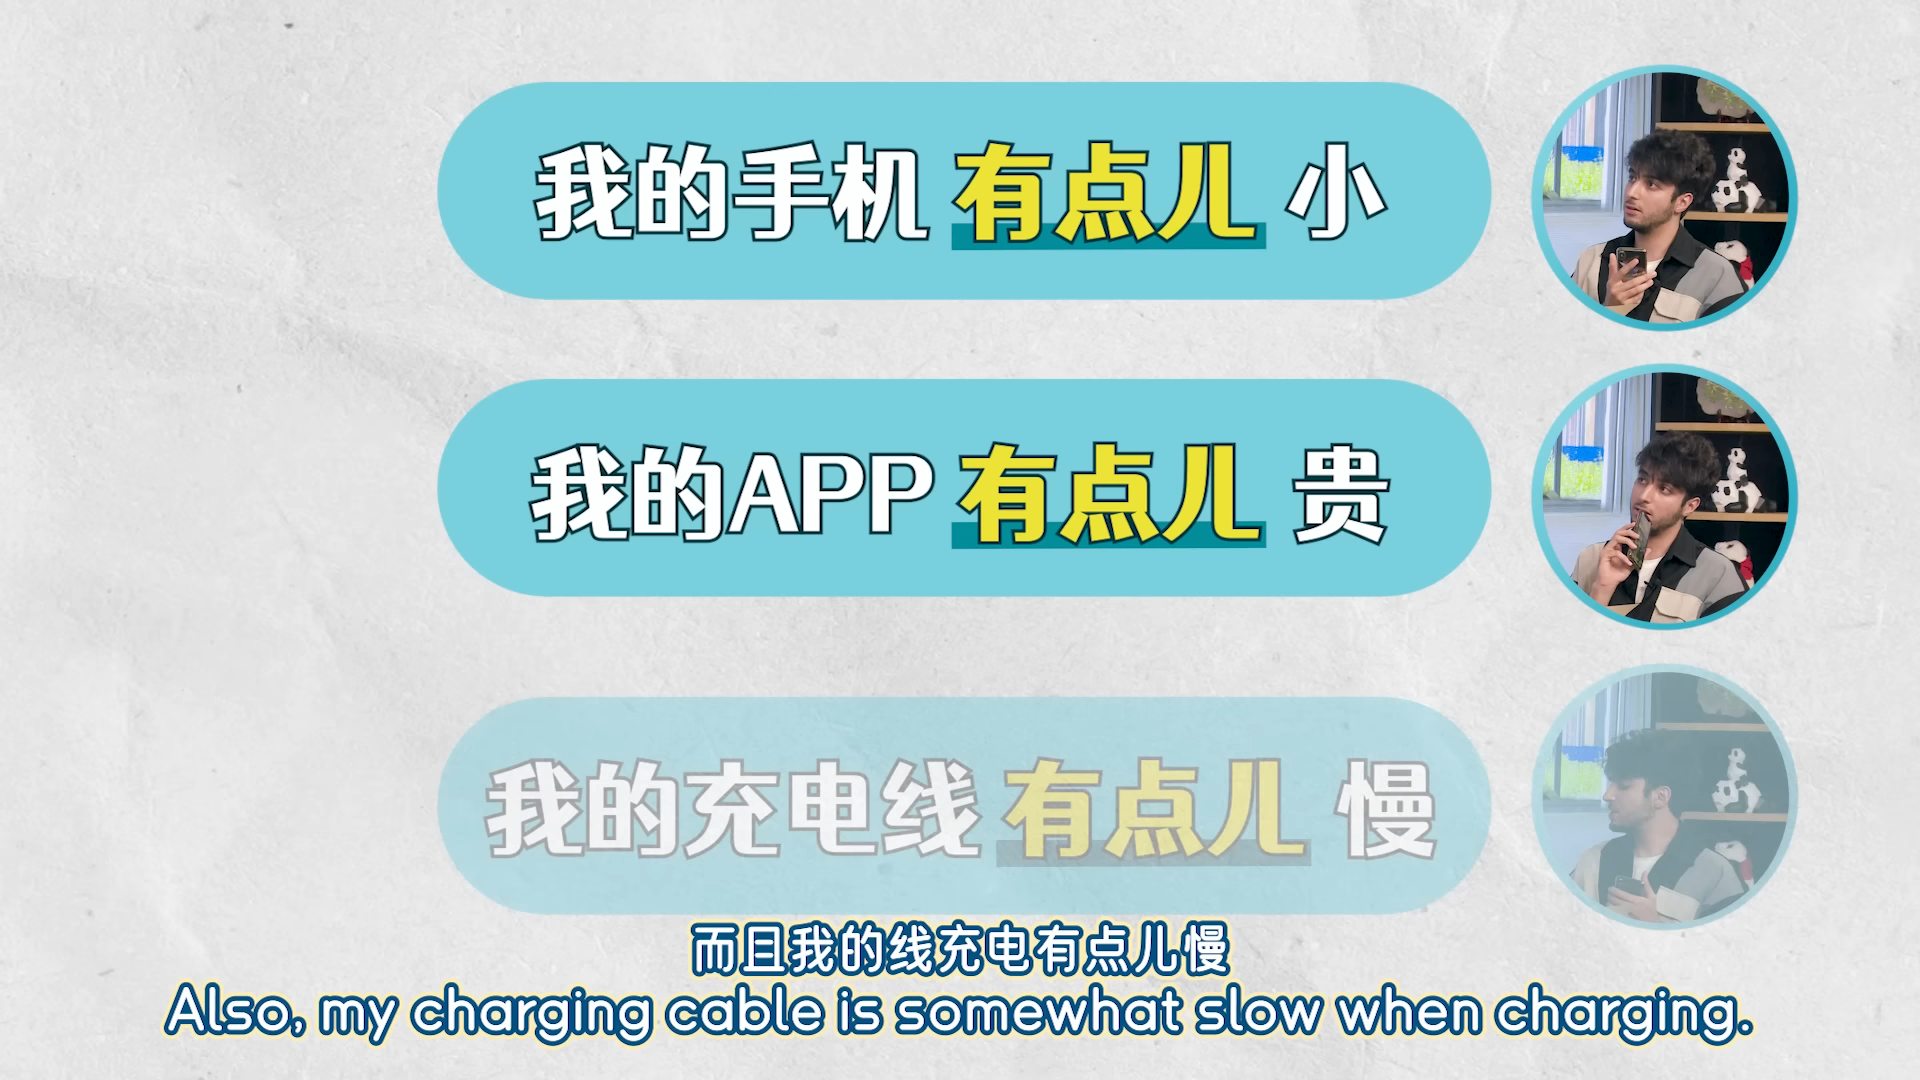 我的手机 有点儿 小
我的APP 有点儿 贵
我的充电线 有点儿 慢
而且我的线充电有点儿慢
Also, my charging cable is somewhat slow when charging.